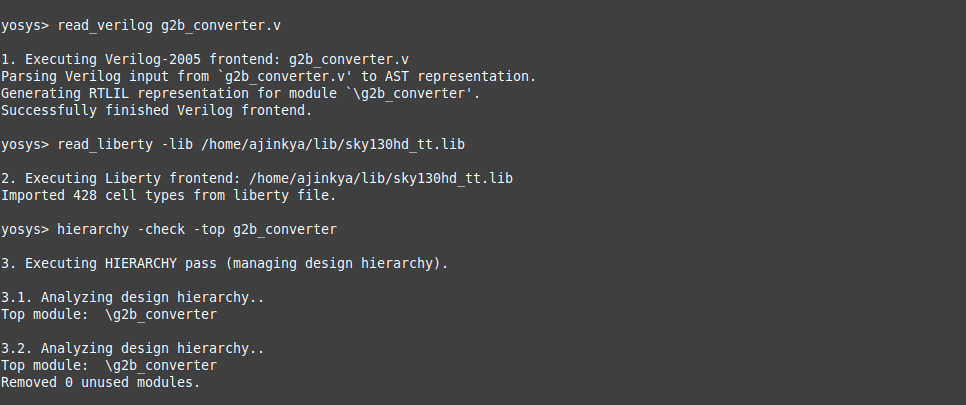 yosys> read_verilog g2b_converter.v
1. Executing Verilog-2005 frontend: g2b_converter.v
Parsing Verilog input from `g2b_converter.v' to AST representation.
Generating RTLIL representation for module `\g2b_converter'.
Successfully finished Verilog frontend.
yosys> read_liberty -lib /home/ajinkya/lib/sky130hd_tt.lib
2. Executing Liberty frontend: /home/ajinkya/lib/sky130hd_tt.lib
Imported 428 cell types from liberty file.
yosys> hierarchy -check -top g2b_converter
3. Executing HIERARCHY pass (managing design hierarchy).
3.1. Analyzing design hierarchy..
Top module:  \g2b_converter
3.2. Analyzing design hierarchy..
Top module:  \g2b_converter
Removed 0 unused modules.